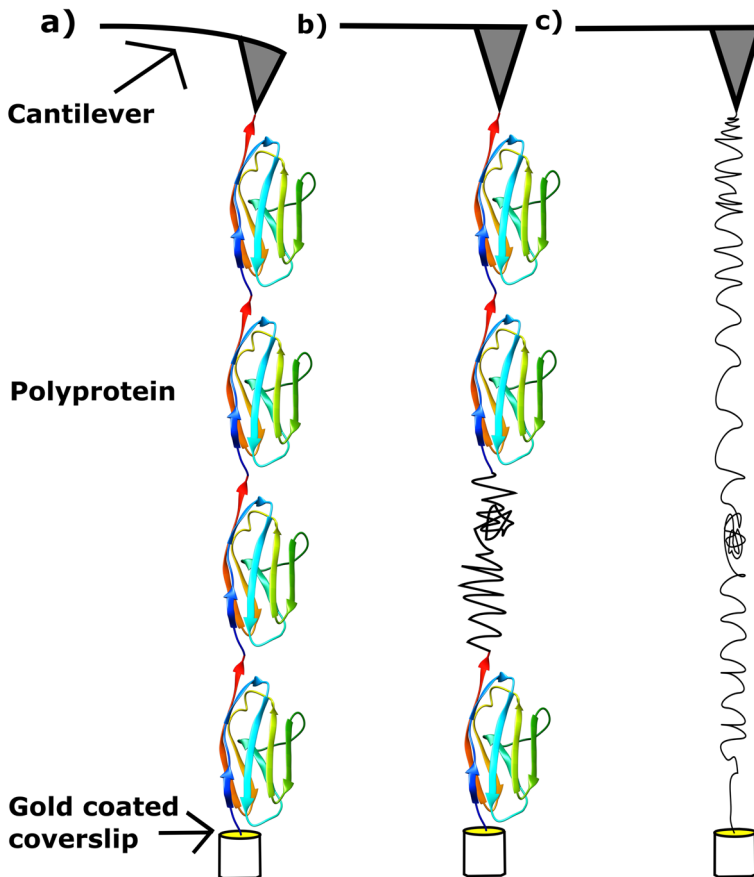 a)
b)
c)
Cantilever
Polyprotein
Gold coated
coverslip